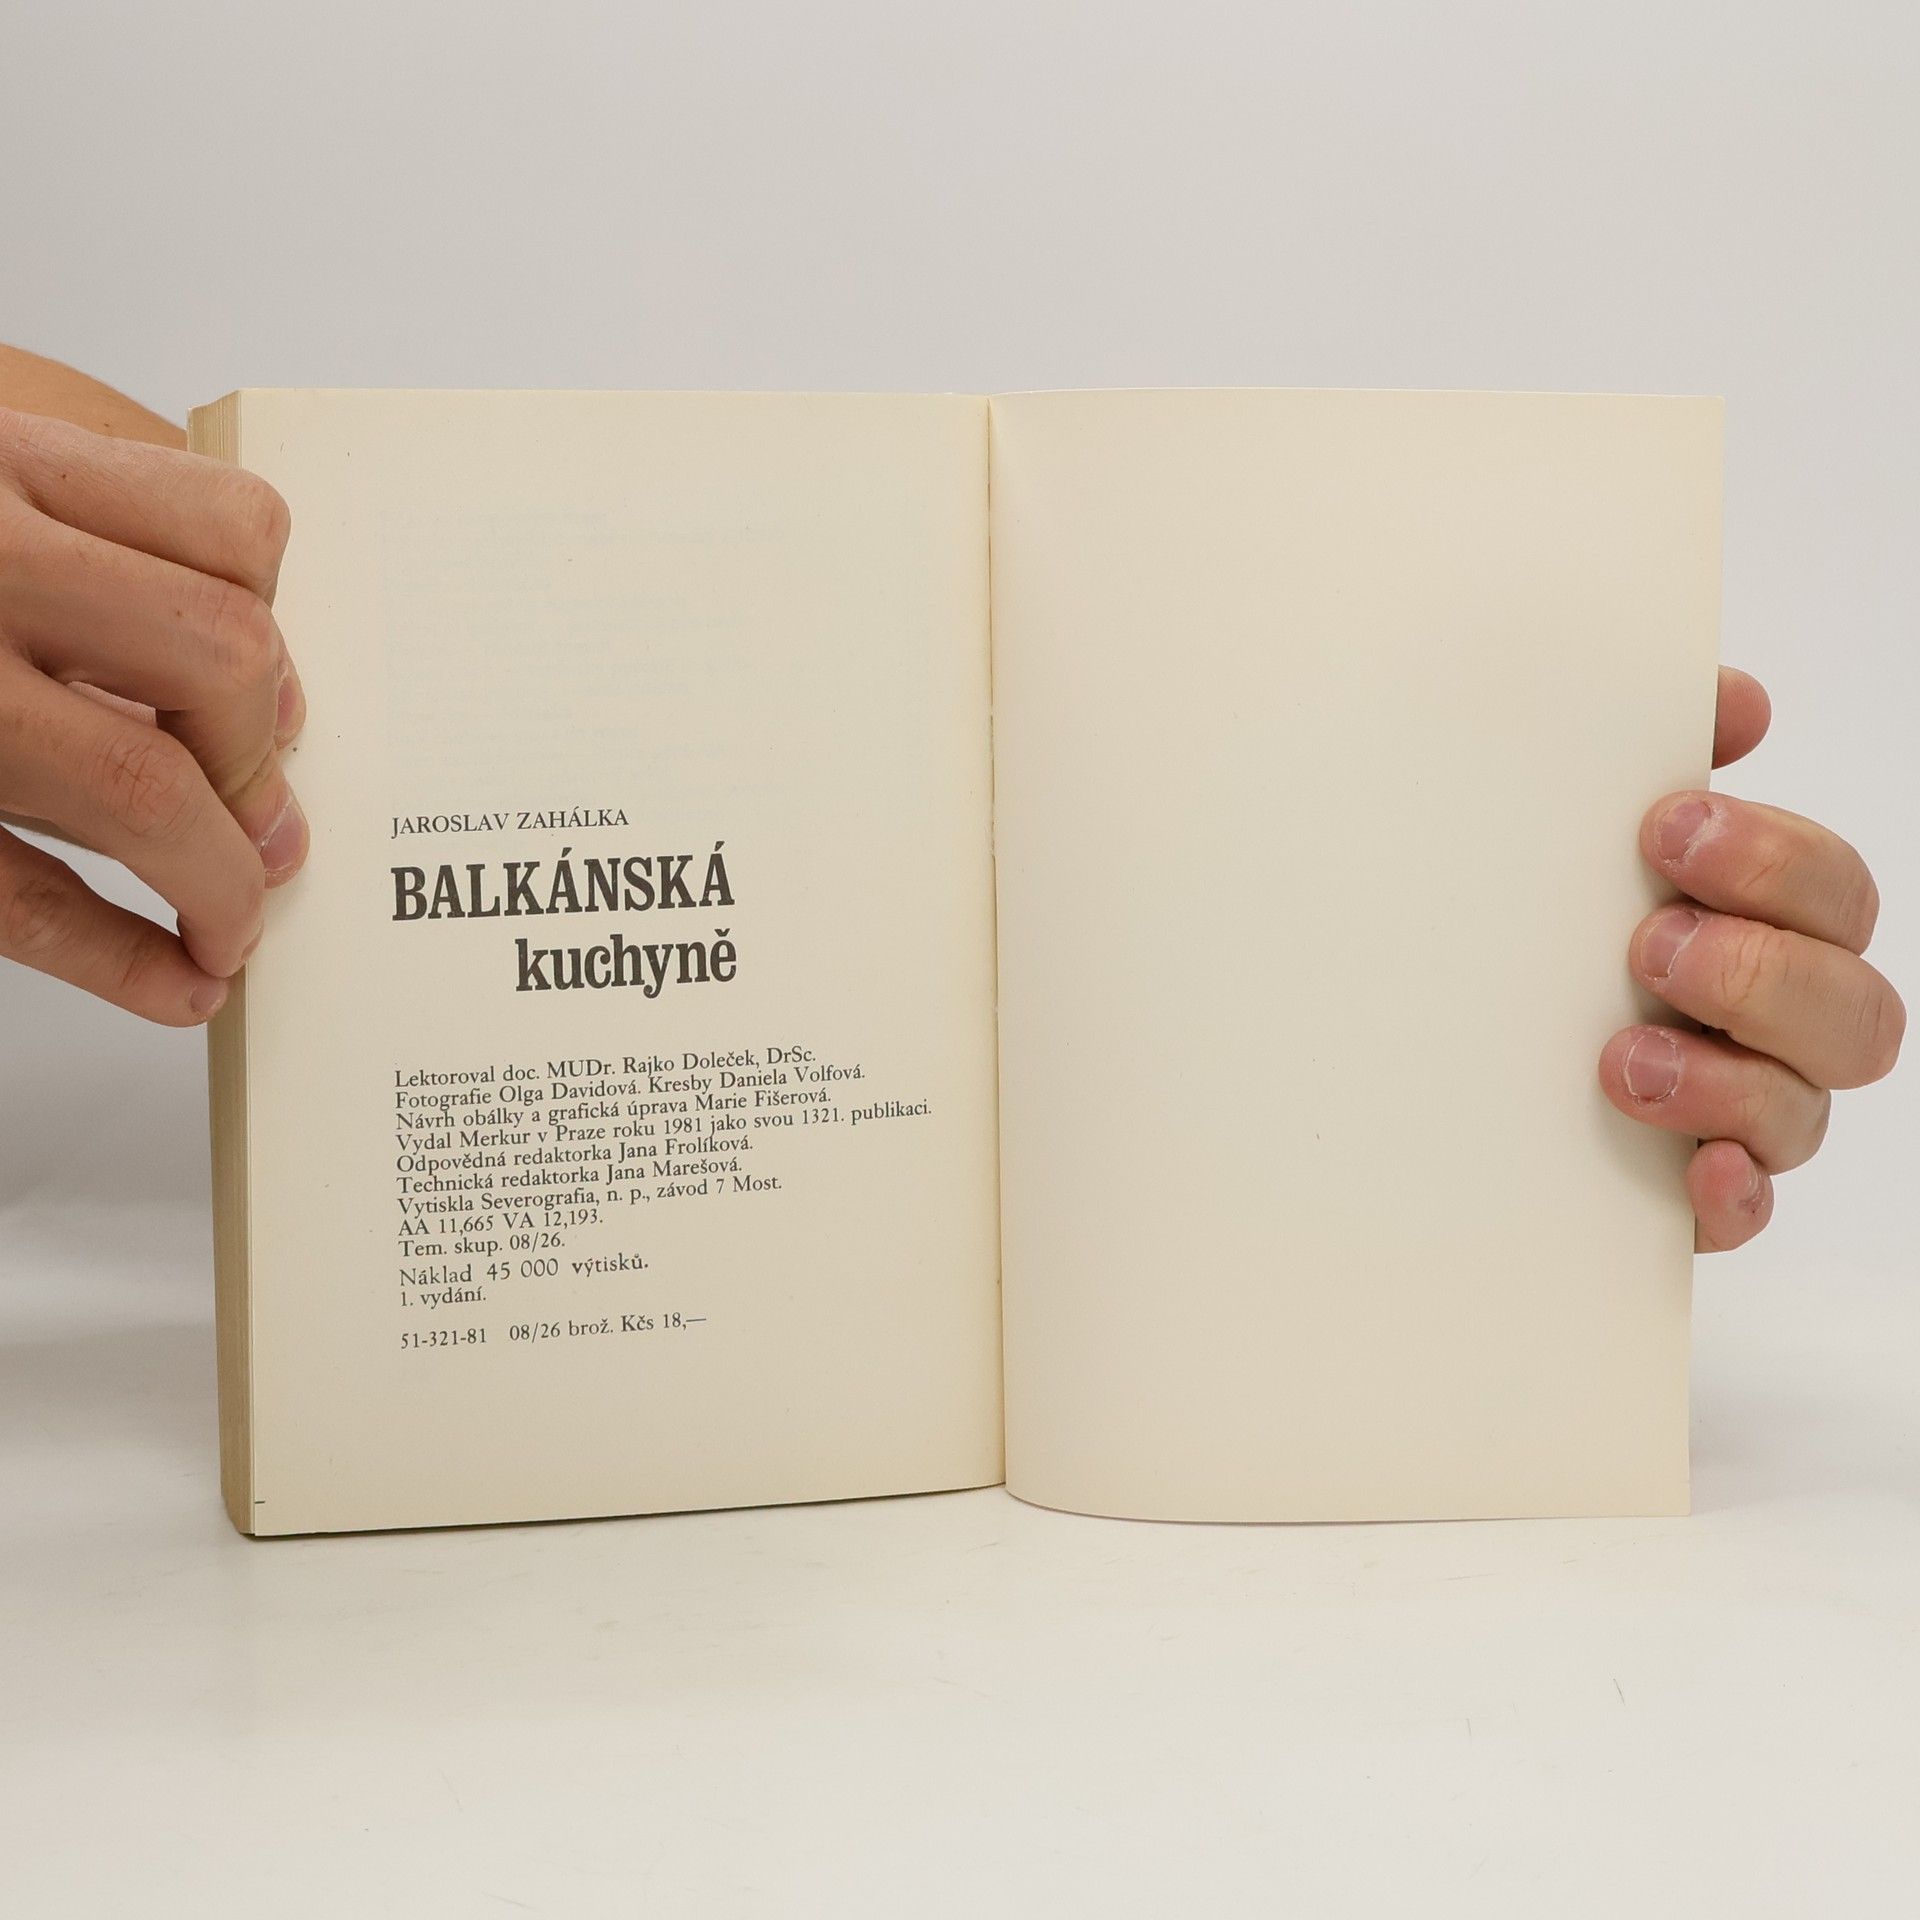 JAROSLAV ZAHÁLKA
BALKÁNSKÁ
kuchyně
Lektoroval doc. MUDr. Rajko Doleček, DrSc.
Fotografie Olga Davidová. Kresby Daniela Volfová.
Návrh obálky a grafická úprava Marie Fišerová.
Vydal Merkur v Praze roku 1981 jako svou 1321. publikaci.
Odpovědná redaktorka Jana Frolíková.
Technická redaktorka Jana Marešová.
Vytiskla Severografia, n. p., závod 7 Most.
AA 11,665 VA 12,193.
Tem. skup. 08/26.
Náklad 45 000 výtisků.
1. vydání.
51-321-81 08/26 brož. Kčs 18,—